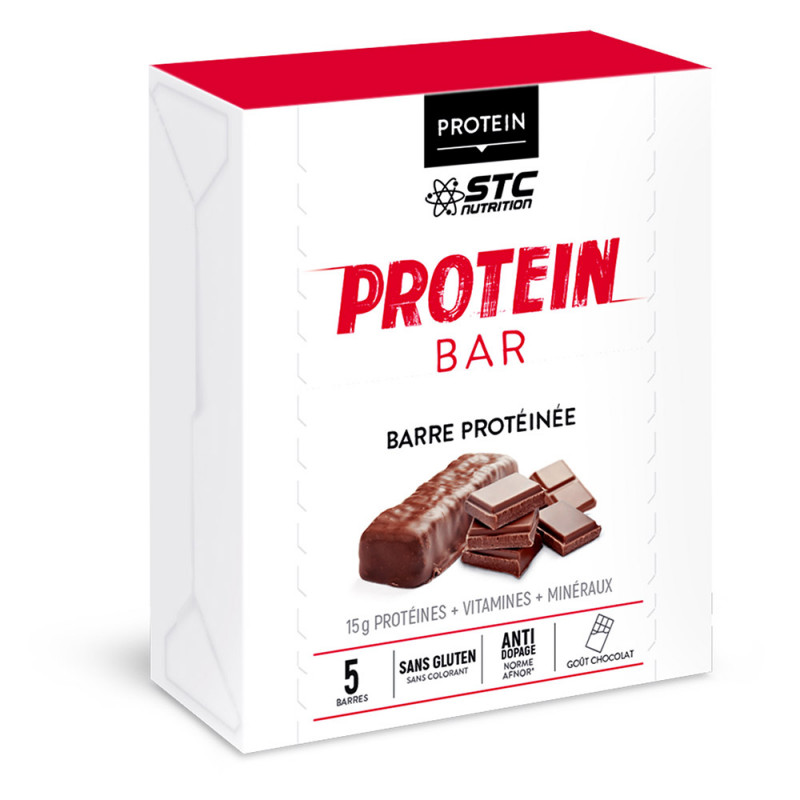 PROTEIN
STC
NUTRITION
PROTEIN
BAR
BARRE PROTÉINÉE
15g PROTÉINES + VITAMINES + MINÉRAUX
5
BARRES
SANS GLUTEN
SANS COLORANT
ANTI
DOPAGE
NORME
AFNOR*
GOÛT CHOCOLAT